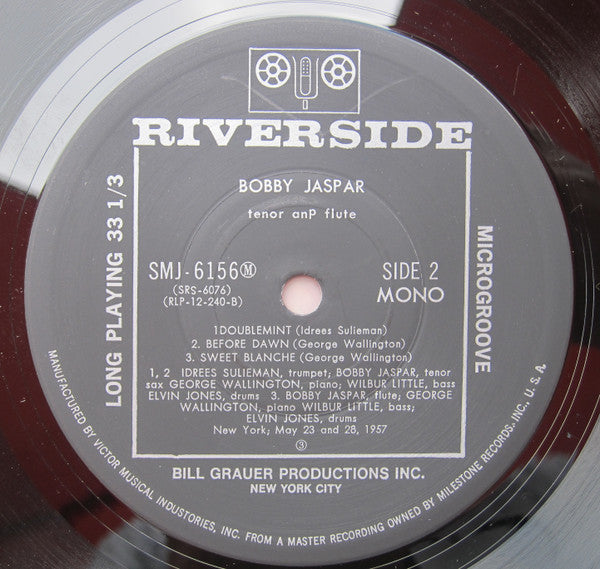 RIVERSIDE
BOBBY JASPAR
tenor anP flute
LONG PLAYING 33 1/3
MICROGROOVE
SMJ-6156 Ⓜ
(SRS-6076)
(RLP-12-240-B)
SIDE 2
MONO
1DOUBLEMINT (Idrees Sulieman)
2. BEFORE DAWN (George Wallington)
3. SWEET BLANCHE (George Wallington)
1, 2 IDREES SULIEMAN, trumpet; BOBBY JASPAR, tenor
sax GEORGE WALLINGTON, piano; WILBUR LITTLE, bass
ELVIN JONES, drums 3. BOBBY JASPAR, flute; GEORGE
WALLINGTON, piano WILBUR LITTLE, bass;
ELVIN JONES, drums
New York; May 23 and 28, 1957
③
BILL GRAUER PRODUCTIONS INC.
NEW YORK CITY
MANUFACTURED BY VICTOR MUSICAL INDUSTRIES, INC. FROM A MASTER RECORDING OWNED BY MILESTONE RECORDS, INC., U. S. A.